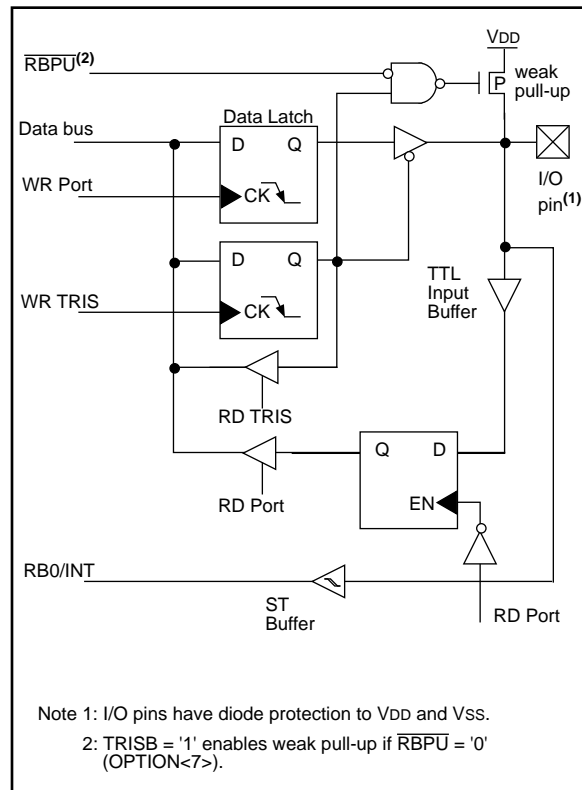 VDD
RBPU(2)
weak
pull-up
P
Data Latch
Data bus
D Q
I/O
pin(1)
WR Port
CK
D Q
TTL
Input
Buffer
WR TRIS
CK
RD TRIS
Q D
RD Port
EN
RB0/INT
ST
Buffer
RD Port
Note 1: I/O pins have diode protection to VDD and VSS.
2: TRISB = '1' enables weak pull-up if RBPU = '0'
(OPTION<7>).